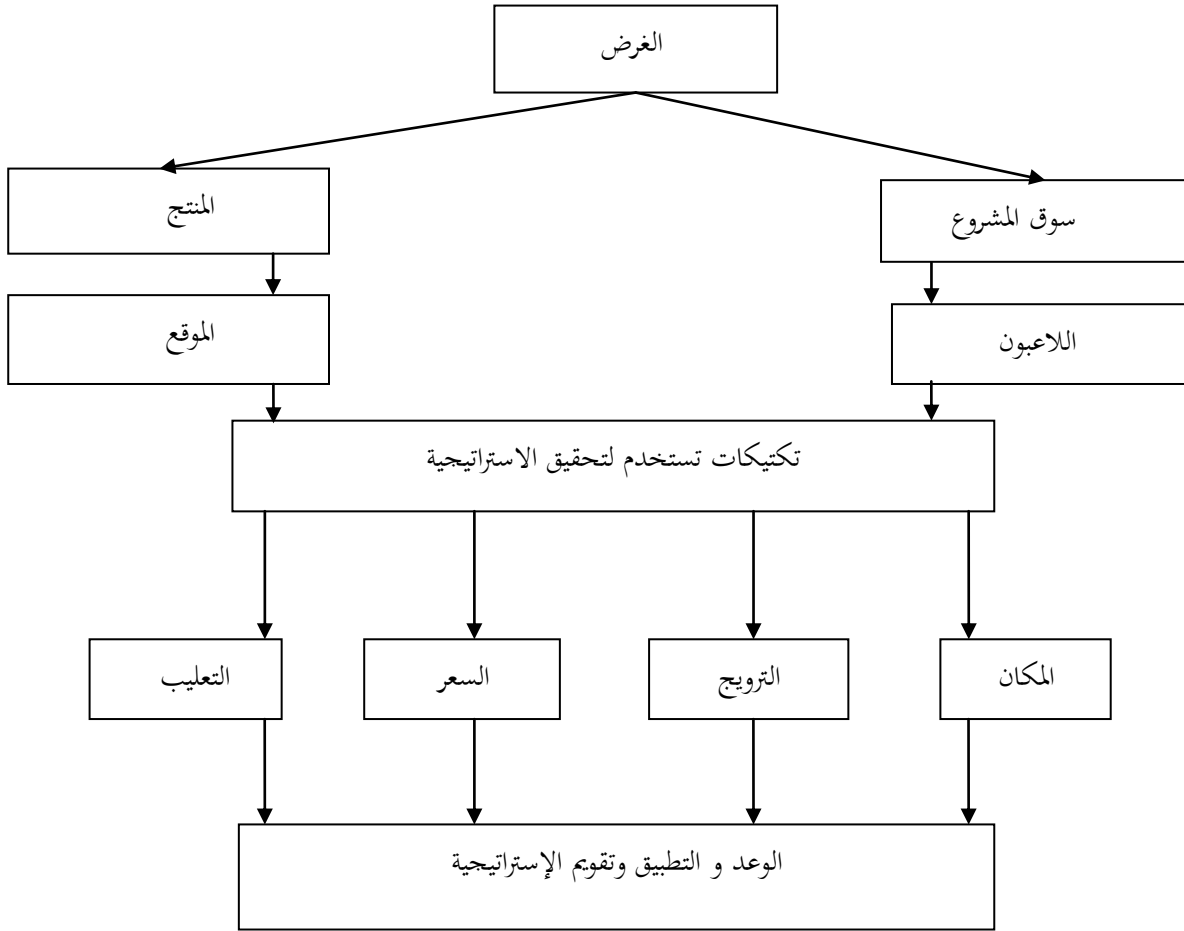 الغرض
سوق المشروع
المنتج
اللاعبون
الموقع
تكتيكات تستخدم لتحقيق الاستراتيجية
المكان
الترويج
السعر
التعليب
الوعد و التطبيق وتقويم الإستراتيجية